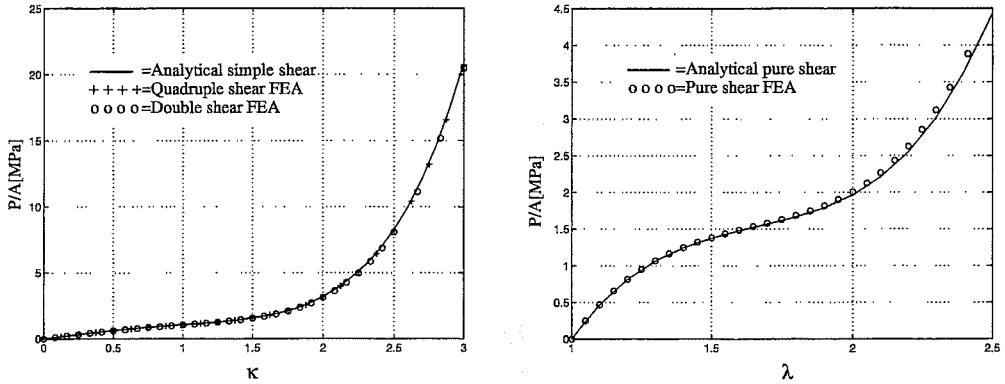 25
20
15
10
5
0
P/A[MPa]
=Analytical simple shear
++++=Quadruple shear FEA
o o o o=Double shear FEA
0 0.5 1 1.5 2 2.5 3
κ
4.5
4
3.5
3
2.5
2
1.5
1
0.5
0
P/A[MPa]
=Analytical pure shear
o o o o=Pure shear FEA
1 1.5 2 2.5
λ